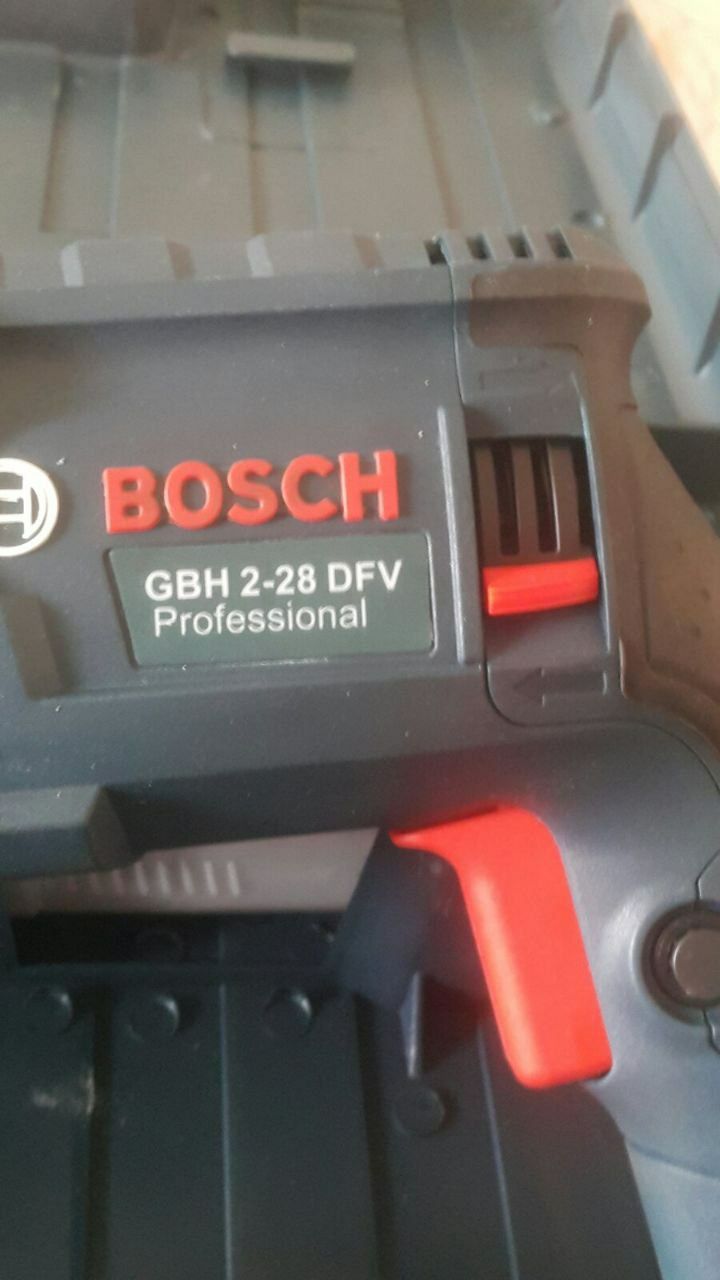 BOSCH
GBH 2-28 DFV
Professional